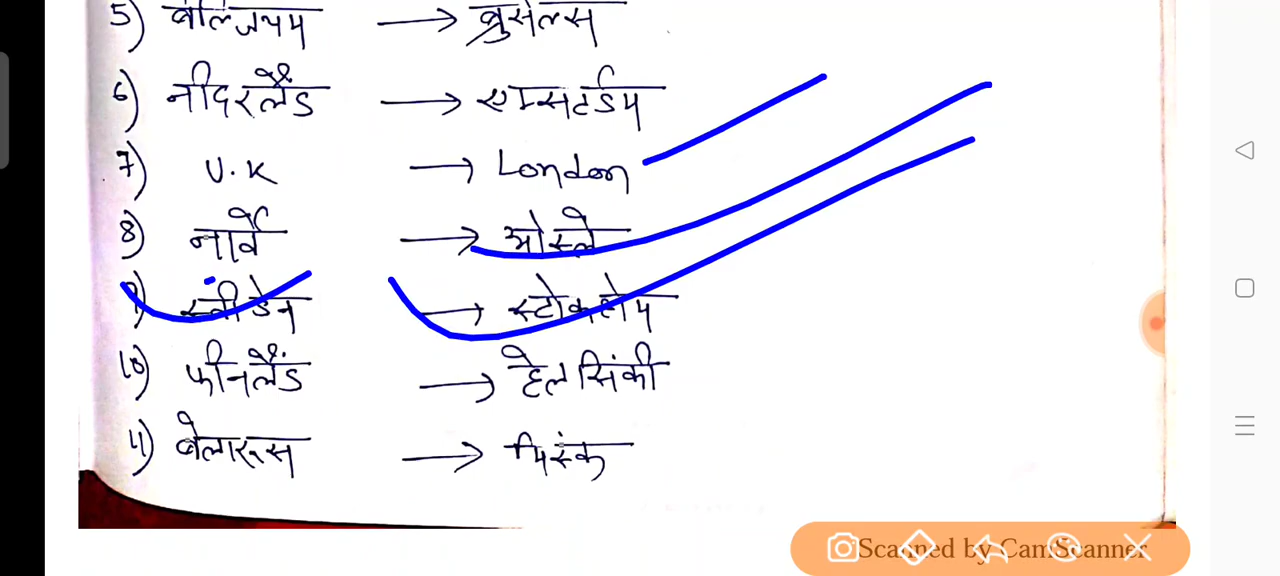 5) बेल्जियम → ब्रुसेल्स
6) नीदरलैंड → एम्सटर्डम
7) U.K → London
8) नार्वे → ओस्लो
9) स्वीडेन → स्टोकहोम
10) फीनलैंड → हेलसिंकी
11) बेलारूस → मिंस्क
Scanned by CamScanner